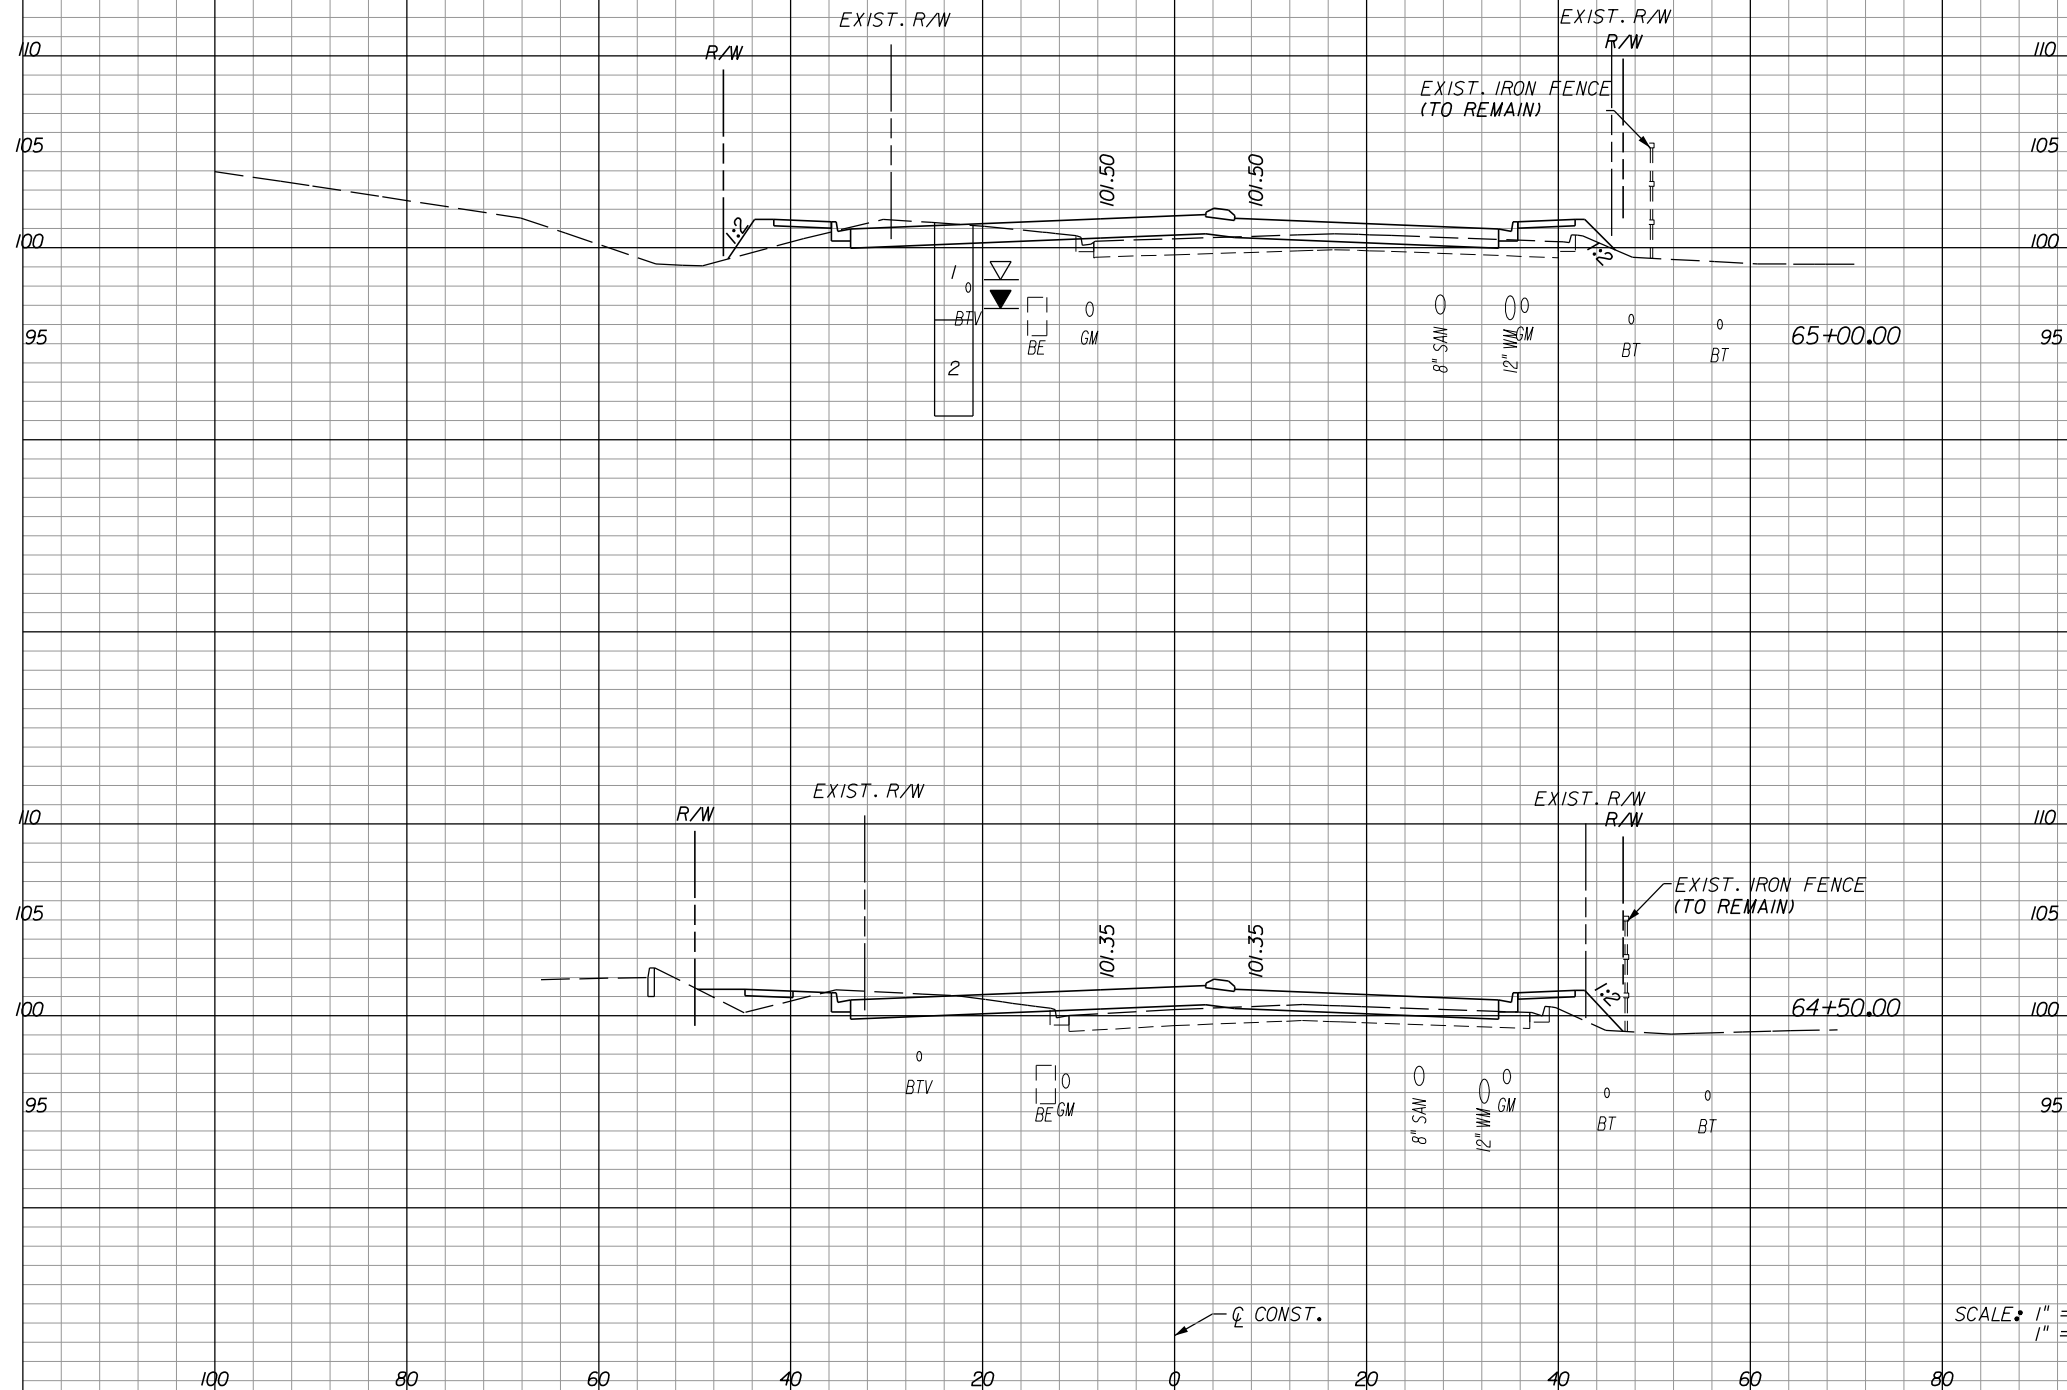 EXIST. R/W
EXIST. R/W
110
R/W
R/W
110
EXIST. IRON FENCE
(TO REMAIN)
105
101.50
101.50
105
1:2
100
1:2
100
1
BTV
BE
GM
8" SAN
12" WM
GM
BT
BT
95
65+00.00
95
2
EXIST. R/W
EXIST. R/W
110
R/W
R/W
110
EXIST. IRON FENCE
(TO REMAIN)
105
101.35
101.35
105
1:2
100
64+50.00
100
BTV
BE
GM
8" SAN
12" WM
GM
BT
BT
95
95
℄ CONST.
SCALE: 1" =
1" =
100
80
60
40
20
0
20
40
60
80